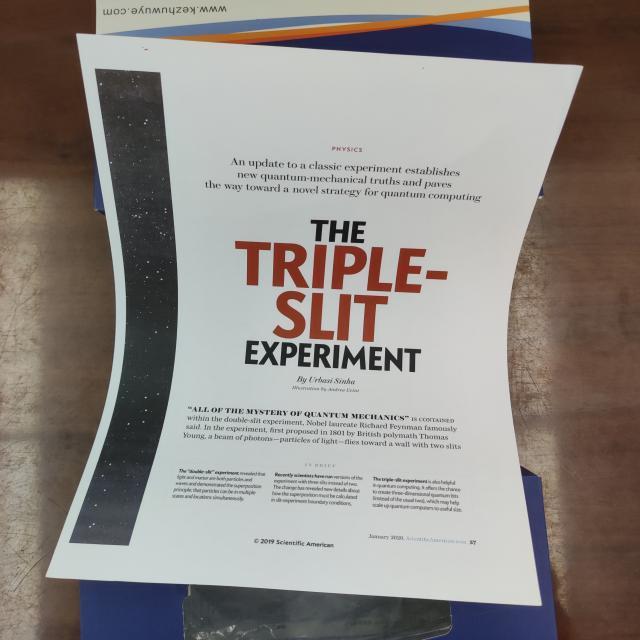 www.kezhuwuye.com
PHYSICS
An update to a classic experiment establishes
new quantum-mechanical truths and paves
the way toward a novel strategy for quantum computing
THE
TRIPLE-
SLIT
EXPERIMENT
By Urbasi Sinha
Illustration by Andrea Ucini
"ALL OF THE MYSTERY OF QUANTUM MECHANICS" IS CONTAINED
within the double-slit experiment, Nobel laureate Richard Feynman famously
said. In the experiment, first proposed in 1801 by British polymath Thomas
Young, a beam of photons—particles of light—flies toward a wall with two slits
IN BRIEF
The "double-slit" experiment revealed that
light and matter are both particles and
waves and demonstrated the superposition
principle: that particles can be in multiple
states and locations simultaneously.
Recently scientists have run versions of the
experiment with three slits instead of two.
The change has revealed new details about
how the superposition must be calculated
in slit-experiment boundary conditions.
The triple-slit experiment is also helpful
in quantum computing. It offers the chance
to create three-dimensional quantum bits
(instead of the usual two), which may help
scale up quantum computers to useful size.
© 2019 Scientific American
January 2020, ScientificAmerican.com 57